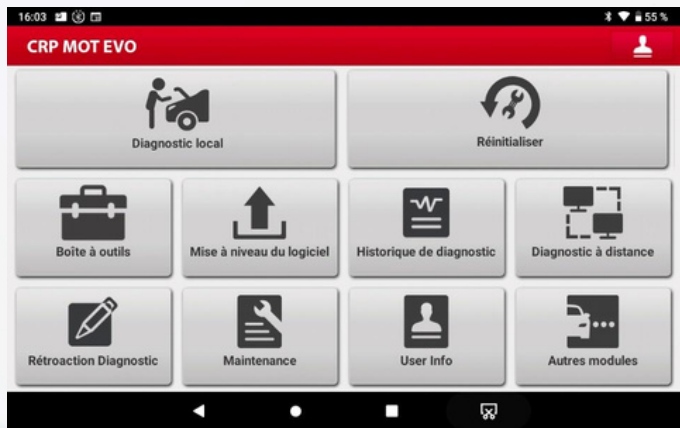 16:03
55 %
CRP MOT EVO
Diagnostic local
Réinitialiser
Boîte à outils
Mise à niveau du logiciel
Historique de diagnostic
Diagnostic à distance
Rétroaction Diagnostic
Maintenance
User Info
Autres modules